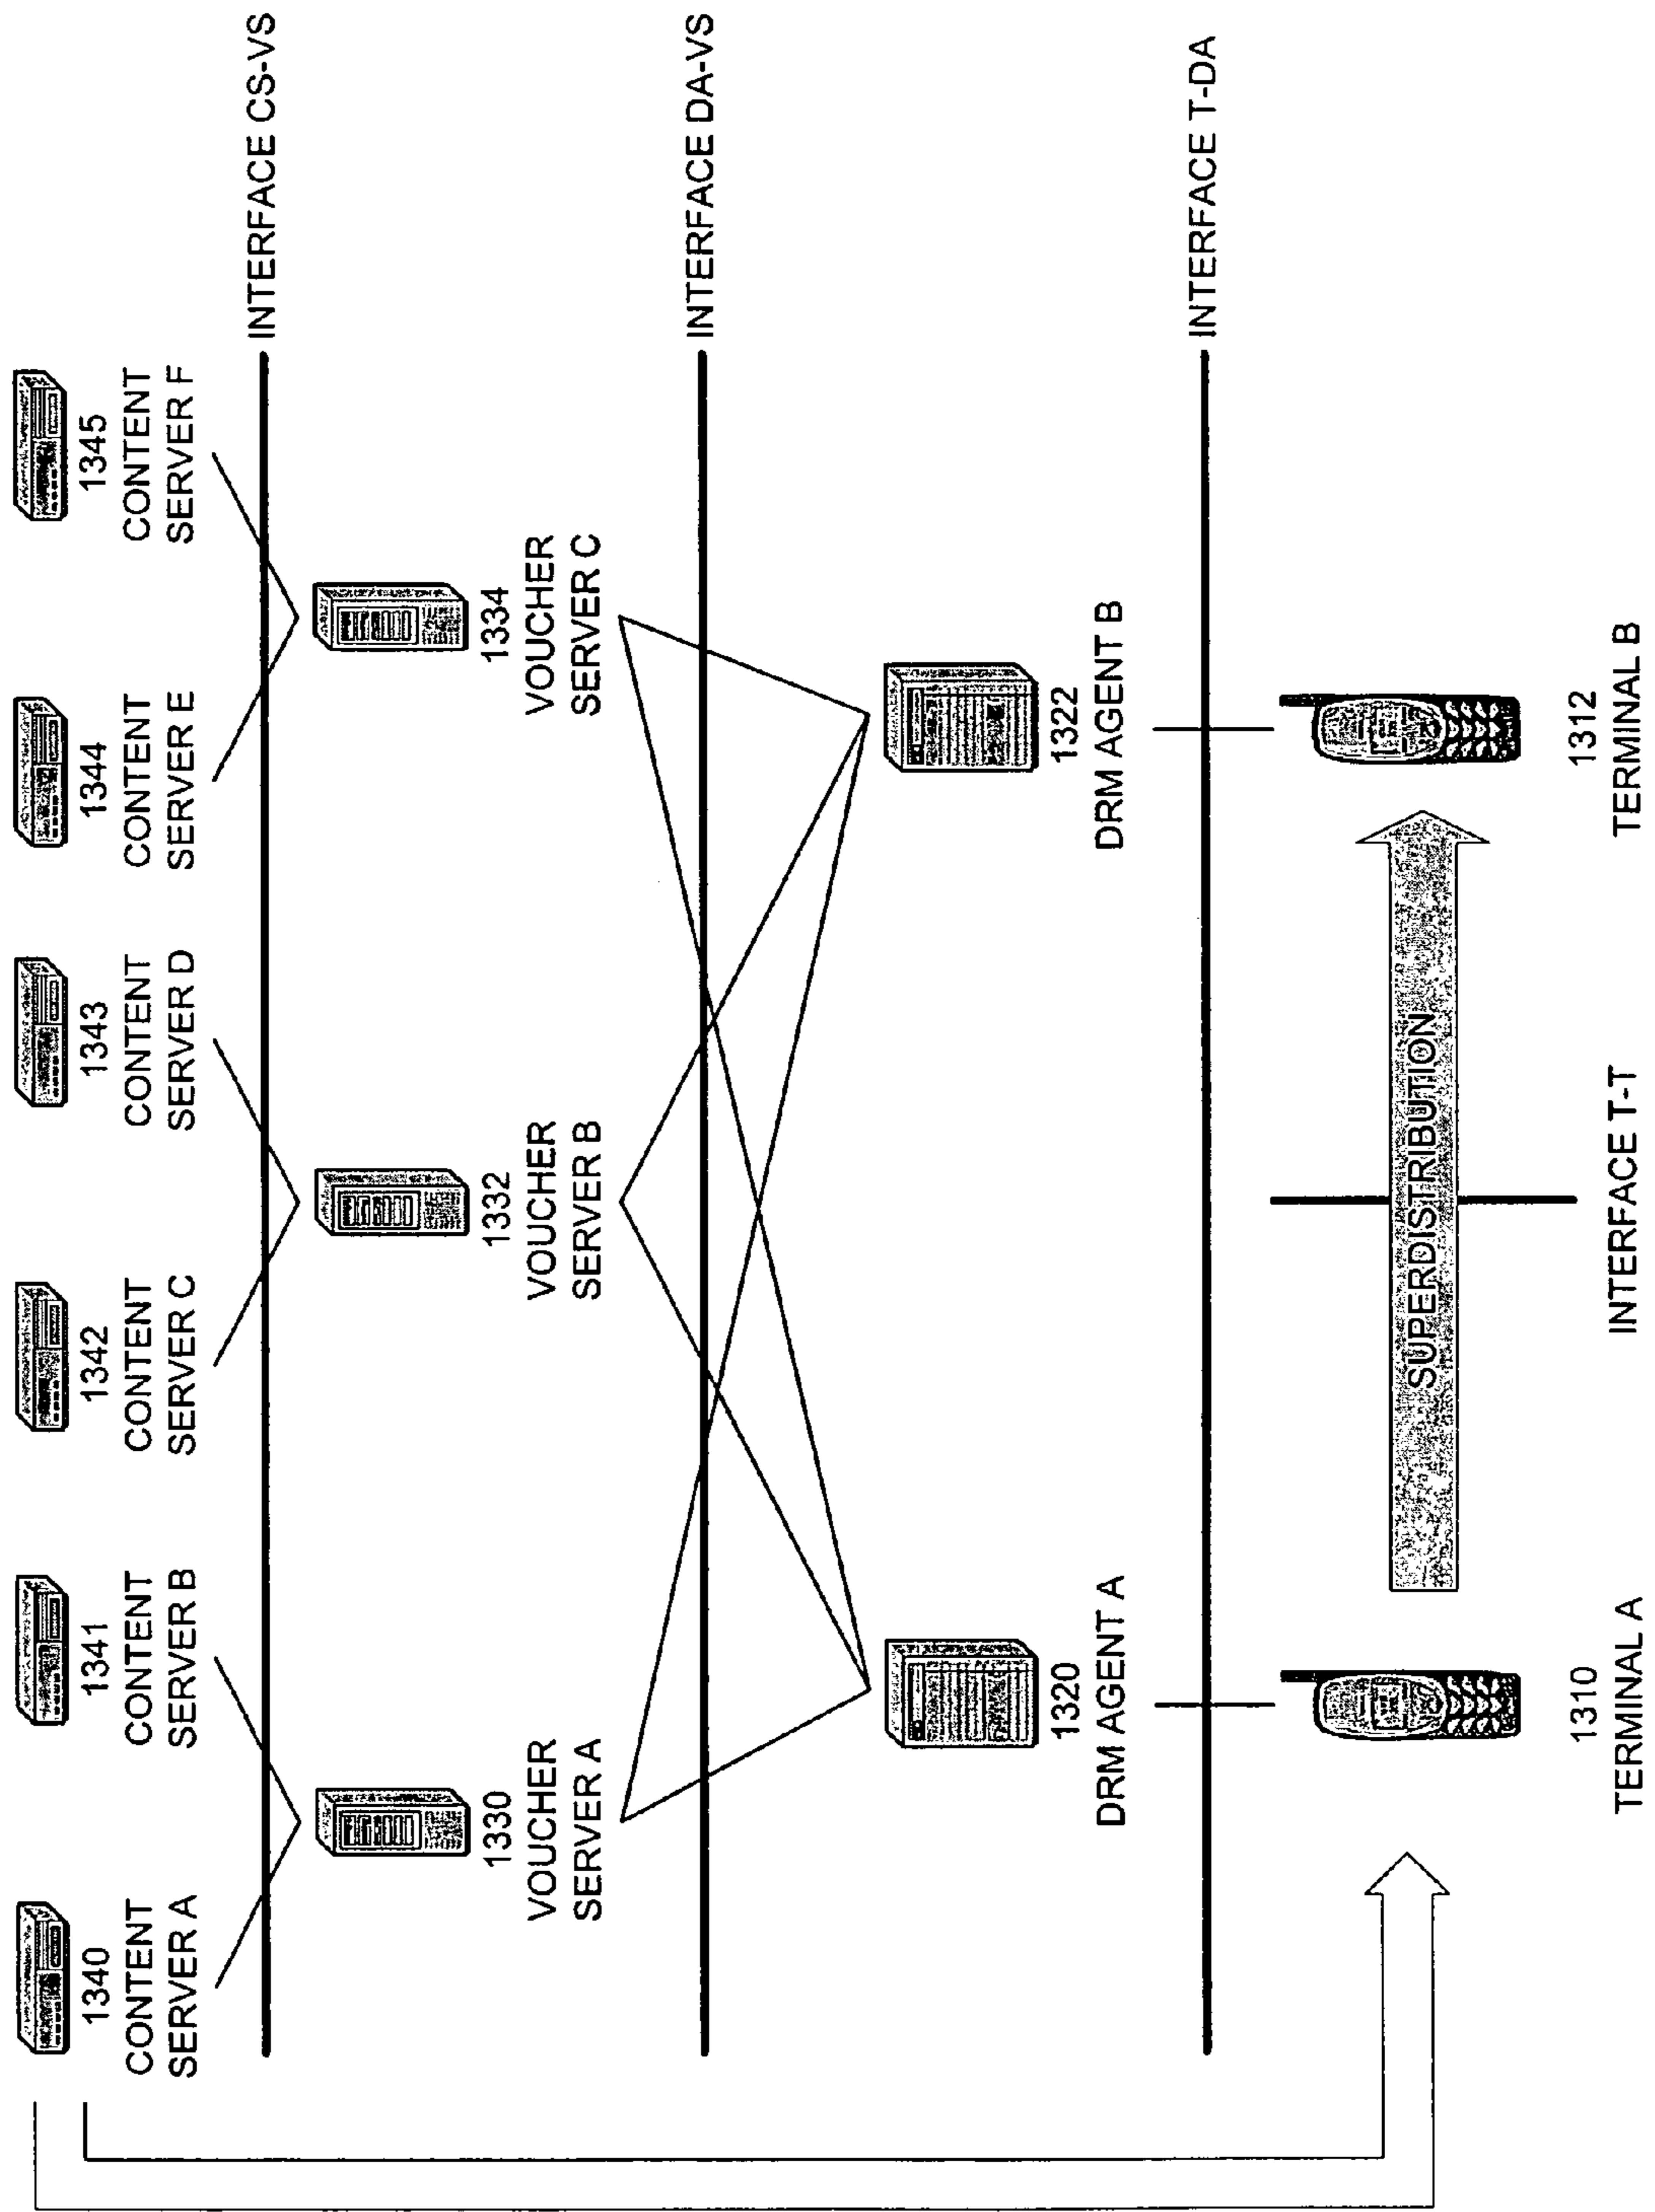 1340
CONTENT
SERVER A
1341
CONTENT
SERVER B
1342
CONTENT
SERVER C
1343
CONTENT
SERVER D
1344
CONTENT
SERVER E
1345
CONTENT
SERVER F
INTERFACE CS-VS
1330
VOUCHER
SERVER A
1332
VOUCHER
SERVER B
1334
VOUCHER
SERVER C
INTERFACE DA-VS
1320
DRM AGENT A
1322
DRM AGENT B
INTERFACE T-DA
SUPERDISTRIBUTION
1310
TERMINAL A
INTERFACE T-T
1312
TERMINAL B